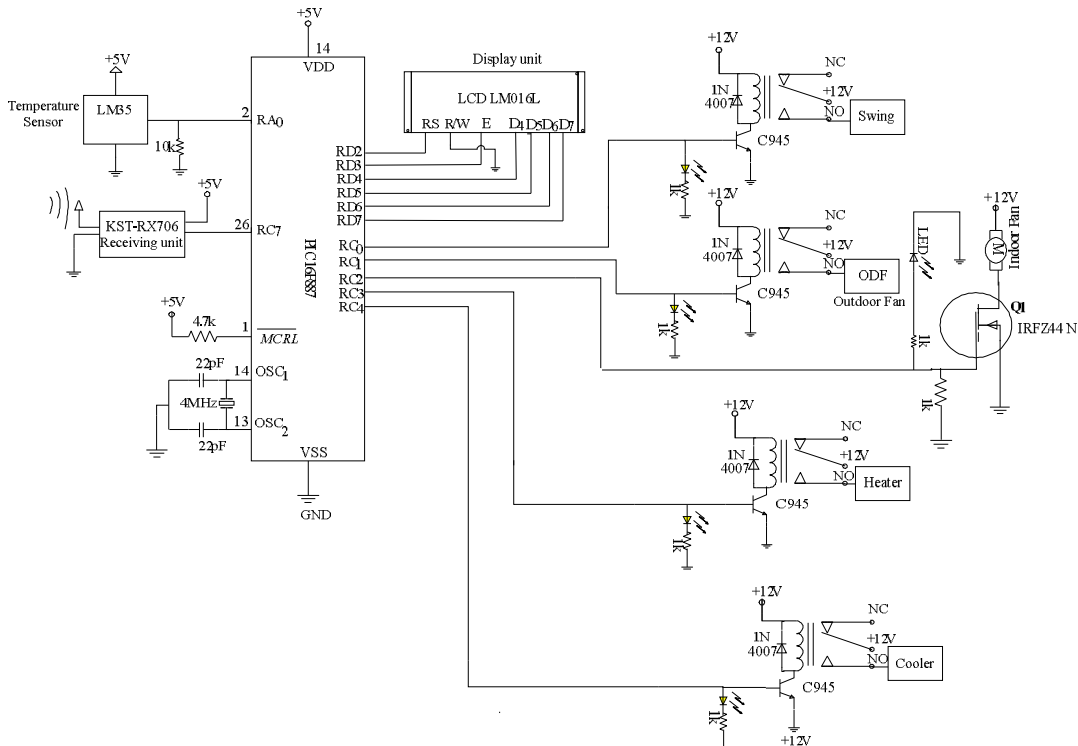 +5V
14
VDD
+5V
Temperature
Sensor
LM35
2
RA0
10k
+5V
KST-RX706
Receiving unit
26
RC7
PIC16F887
+5V
4.7k
1
MCRL
22pF
14
OSC1
4MHz
13
OSC2
22pF
VSS
GND
Display unit
LCD LM016L
RS R/W E D4 D5 D6 D7
RD2
RD3
RD4
RD5
RD6
RD7
RC0
RC1
RC2
RC3
RC4
+12V
1N
4007
NC
+12V
NO
Swing
C945
1k
+12V
1N
4007
NC
+12V
NO
ODF
Outdoor Fan
C945
1k
LED
1k
+12V
M
Indoor Fan
Q1
IRFZ44 N
1k
+12V
1N
4007
NC
+12V
NO
Heater
C945
1k
+12V
1N
4007
NC
+12V
NO
Cooler
C945
1k
+12V